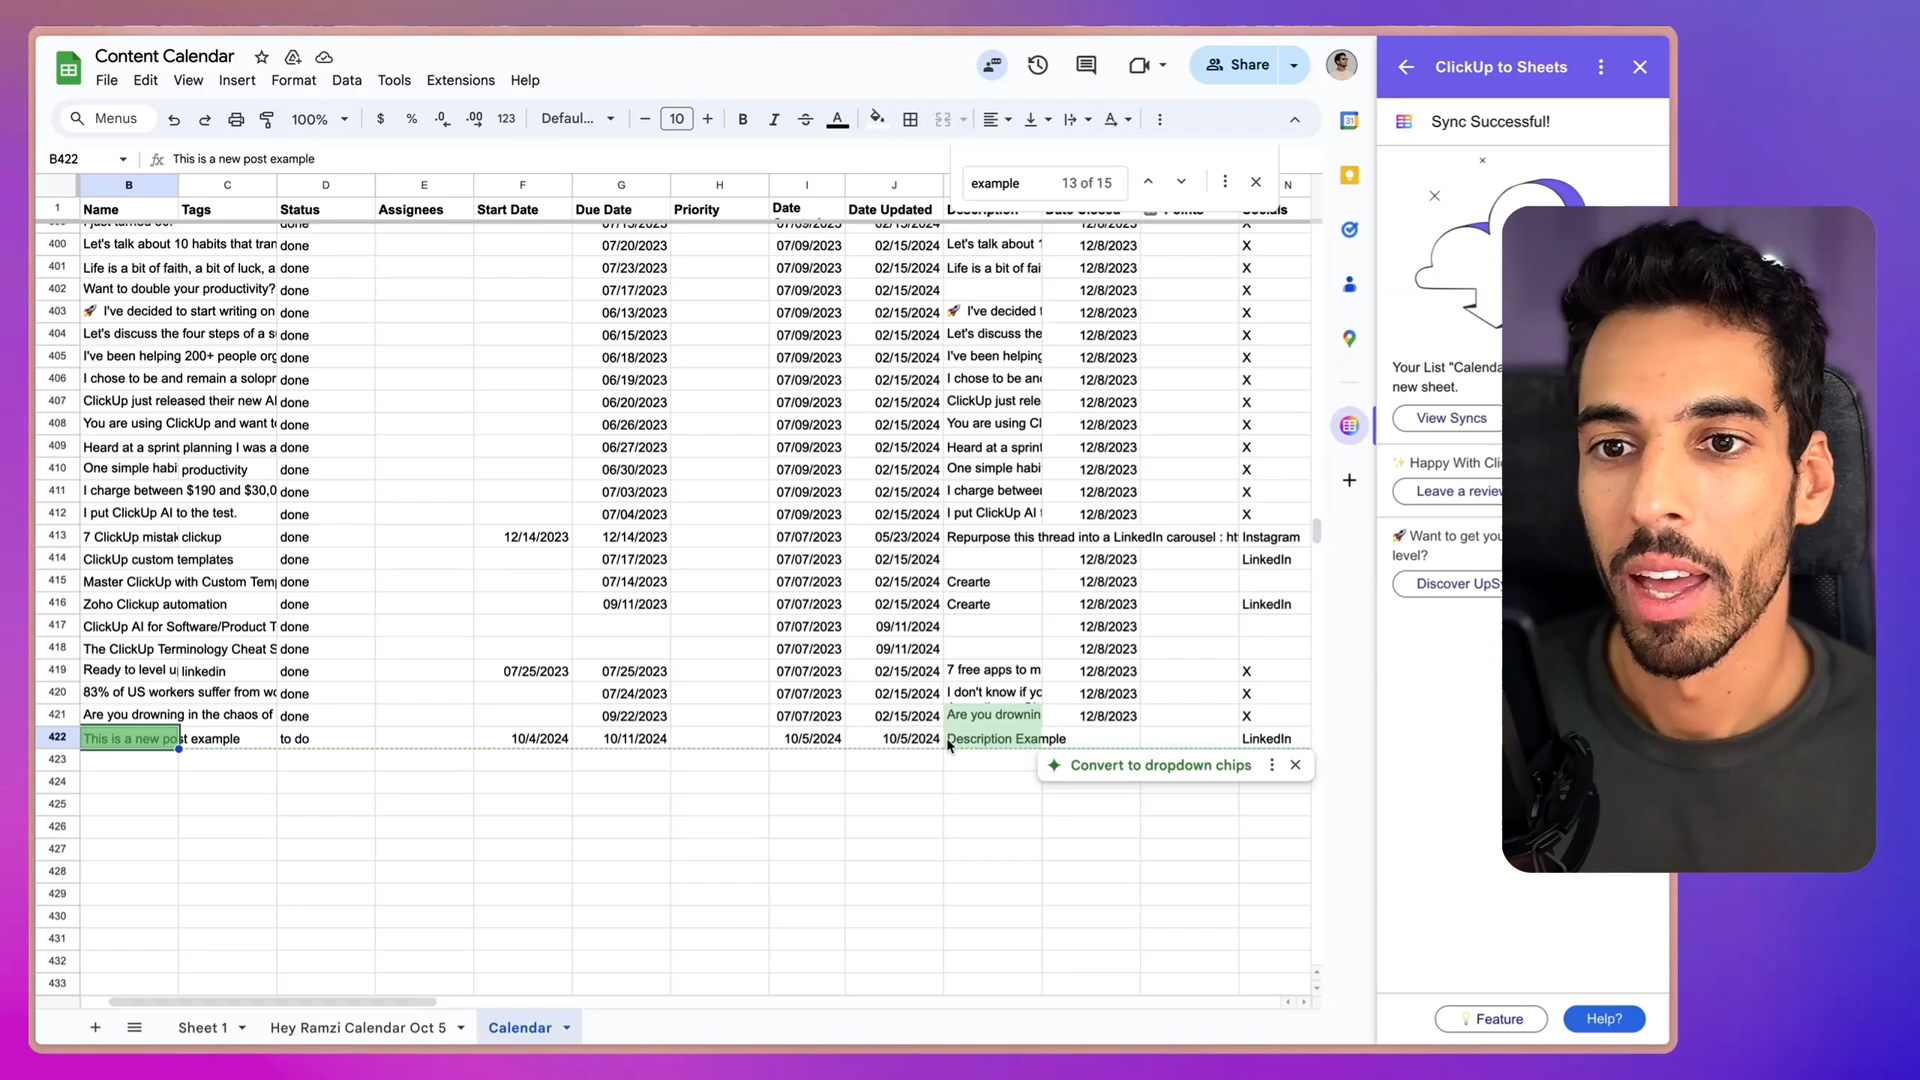 Content Calendar
File Edit View Insert Format Data Tools Extensions Help
Share
Menus 100% $ % .0 .00 123 Defaul... 10 B I A
B422 This is a new post example
example 13 of 15
B C D E F G H I J N
1 Name Tags Status Assignees Start Date Due Date Priority Date Date Updated Description Date Closed Points Socials
400 Let's talk about 10 habits that tran done 07/20/2023 07/09/2023 02/15/2024 Let's talk about 1 12/8/2023 X
401 Life is a bit of faith, a bit of luck, a done 07/23/2023 07/09/2023 02/15/2024 Life is a bit of fai 12/8/2023 X
402 Want to double your productivity? done 07/17/2023 07/09/2023 02/15/2024 12/8/2023 X
403 🚀 I've decided to start writing on done 06/13/2023 07/09/2023 02/15/2024 🚀 I've decided t 12/8/2023 X
404 Let's discuss the four steps of a su done 06/15/2023 07/09/2023 02/15/2024 Let's discuss the 12/8/2023 X
405 I've been helping 200+ people org done 06/18/2023 07/09/2023 02/15/2024 I've been helping 12/8/2023 X
406 I chose to be and remain a solopr done 06/19/2023 07/09/2023 02/15/2024 I chose to be and 12/8/2023 X
407 ClickUp just released their new AI done 06/20/2023 07/09/2023 02/15/2024 ClickUp just rele 12/8/2023 X
408 You are using ClickUp and want to done 06/26/2023 07/09/2023 02/15/2024 You are using Cl 12/8/2023 X
409 Heard at a sprint planning I was a done 06/27/2023 07/09/2023 02/15/2024 Heard at a sprint 12/8/2023 X
410 One simple habi productivity done 06/30/2023 07/09/2023 02/15/2024 One simple habi 12/8/2023 X
411 I charge between $190 and $30,0 done 07/03/2023 07/09/2023 02/15/2024 I charge between 12/8/2023 X
412 I put ClickUp AI to the test. done 07/04/2023 07/09/2023 02/15/2024 I put ClickUp AI t 12/8/2023 X
413 7 ClickUp mistak clickup done 12/14/2023 12/14/2023 07/07/2023 05/23/2024 Repurpose this thread into a LinkedIn carousel : ht Instagram
414 ClickUp custom templates done 07/17/2023 07/07/2023 02/15/2024 12/8/2023 LinkedIn
415 Master ClickUp with Custom Temp done 07/14/2023 07/07/2023 02/15/2024 Crearte 12/8/2023
416 Zoho Clickup automation done 09/11/2023 07/07/2023 02/15/2024 Crearte 12/8/2023 LinkedIn
417 ClickUp AI for Software/Product T done 07/07/2023 09/11/2024 12/8/2023
418 The ClickUp Terminology Cheat S done 07/07/2023 09/11/2024 12/8/2023
419 Ready to level u linkedin done 07/25/2023 07/25/2023 07/07/2023 02/15/2024 7 free apps to m 12/8/2023 X
420 83% of US workers suffer from wo done 07/24/2023 07/07/2023 02/15/2024 I don't know if yo 12/8/2023 X
421 Are you drowning in the chaos of done 09/22/2023 07/07/2023 02/15/2024 Are you drownin 12/8/2023 X
422 This is a new post example to do 10/4/2024 10/11/2024 10/5/2024 10/5/2024 Description Example LinkedIn
423 Convert to dropdown chips
424
425
426
427
428
429
430
431
432
433
Sheet 1 Hey Ramzi Calendar Oct 5 Calendar
31
ClickUp to Sheets
Sync Successful!
Your List "Calenda
new sheet.
View Syncs
✨ Happy With Clic
Leave a review
🚀 Want to get you
level?
Discover UpSy
💡 Feature
Help?